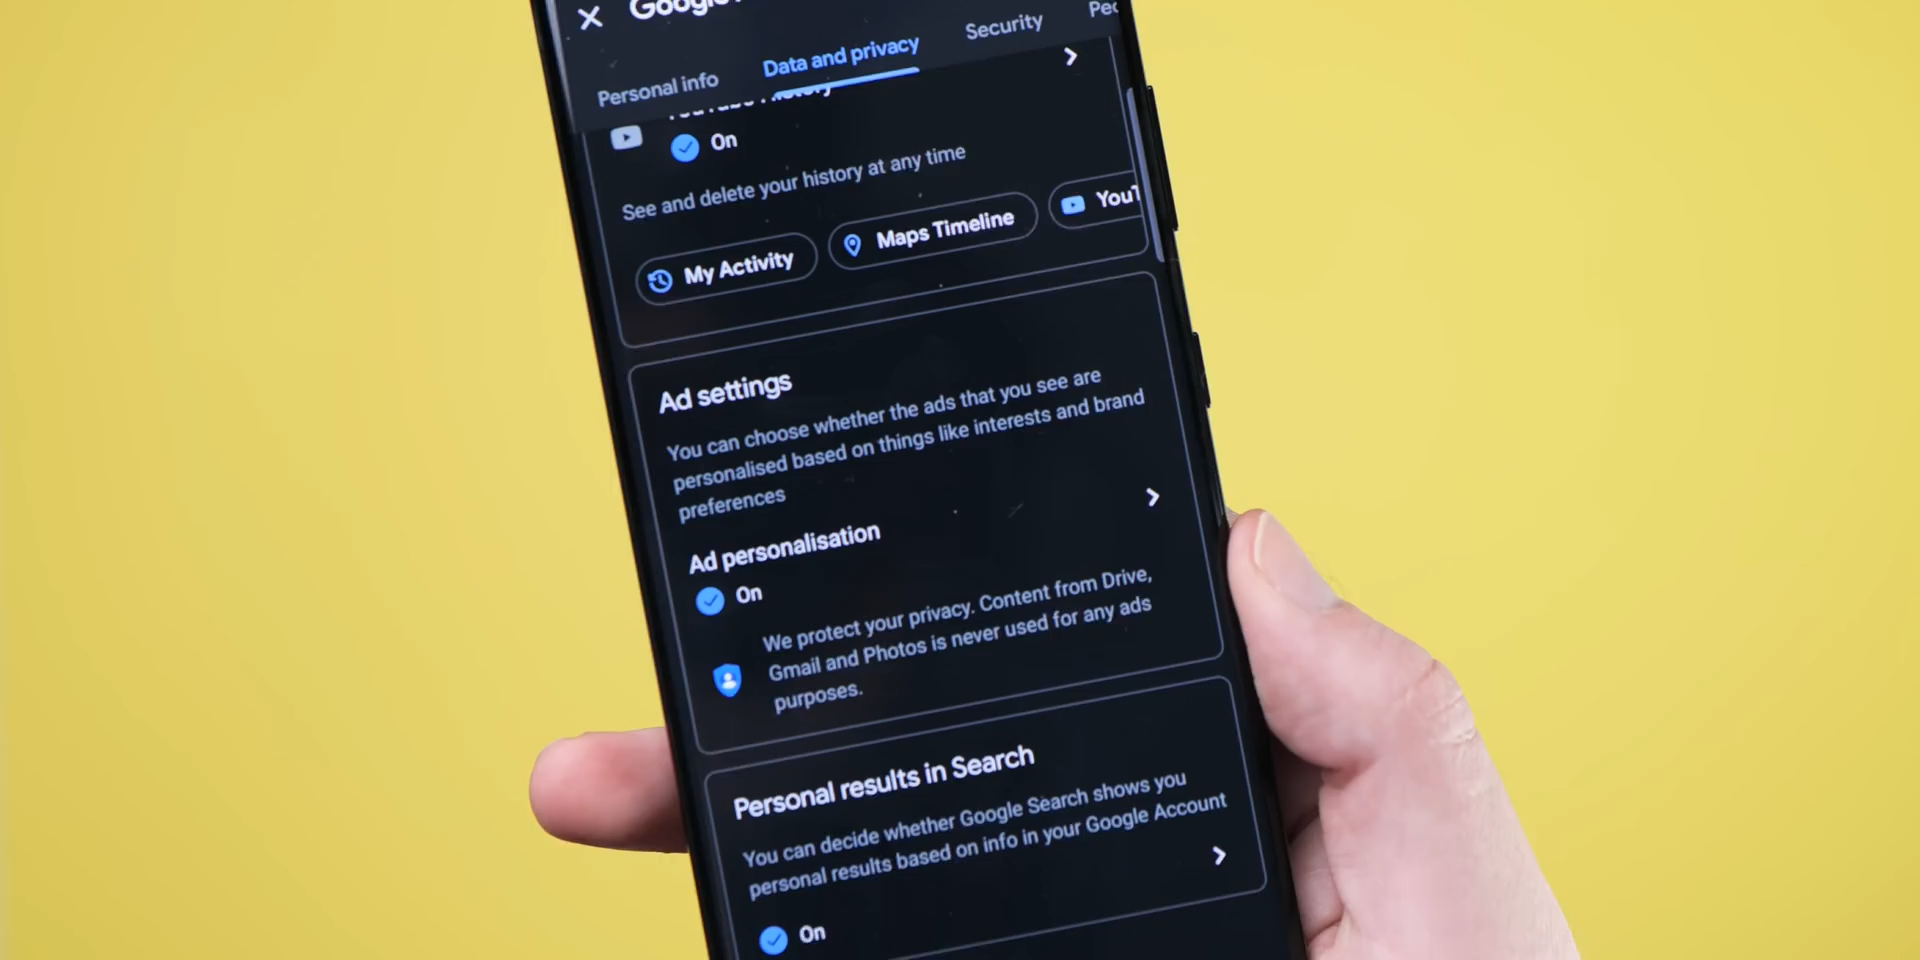 Google
Personal info
Data and privacy
Security
YouTube History
On
See and delete your history at any time
My Activity
Maps Timeline
Ad settings
You can choose whether the ads that you see are
personalised based on things like interests and brand
preferences
Ad personalisation
On
We protect your privacy. Content from Drive,
Gmail and Photos is never used for any ads
purposes.
Personal results in Search
You can decide whether Google Search shows you
personal results based on info in your Google Account
On